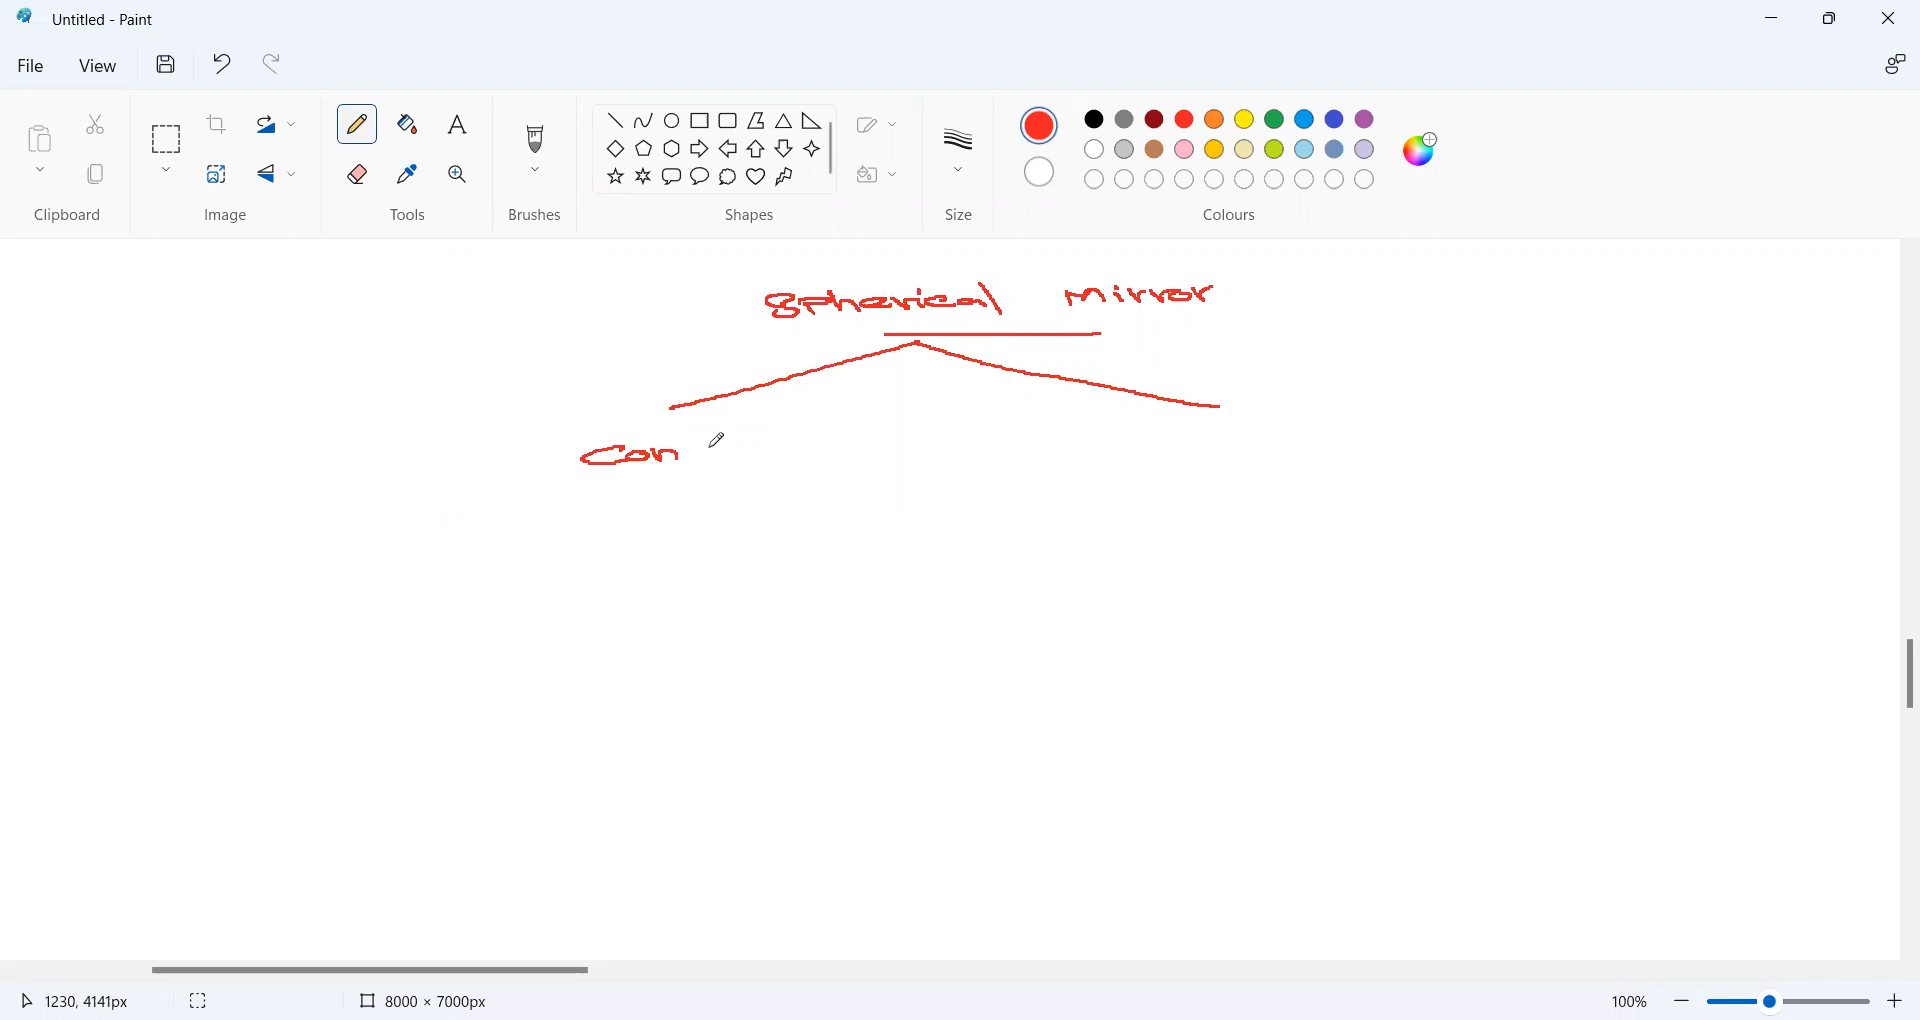 Untitled - Paint
File View
Clipboard Image Tools Brushes Shapes Size Colours
Spherical mirror
Con
1230, 4141px 8000 × 7000px 100%